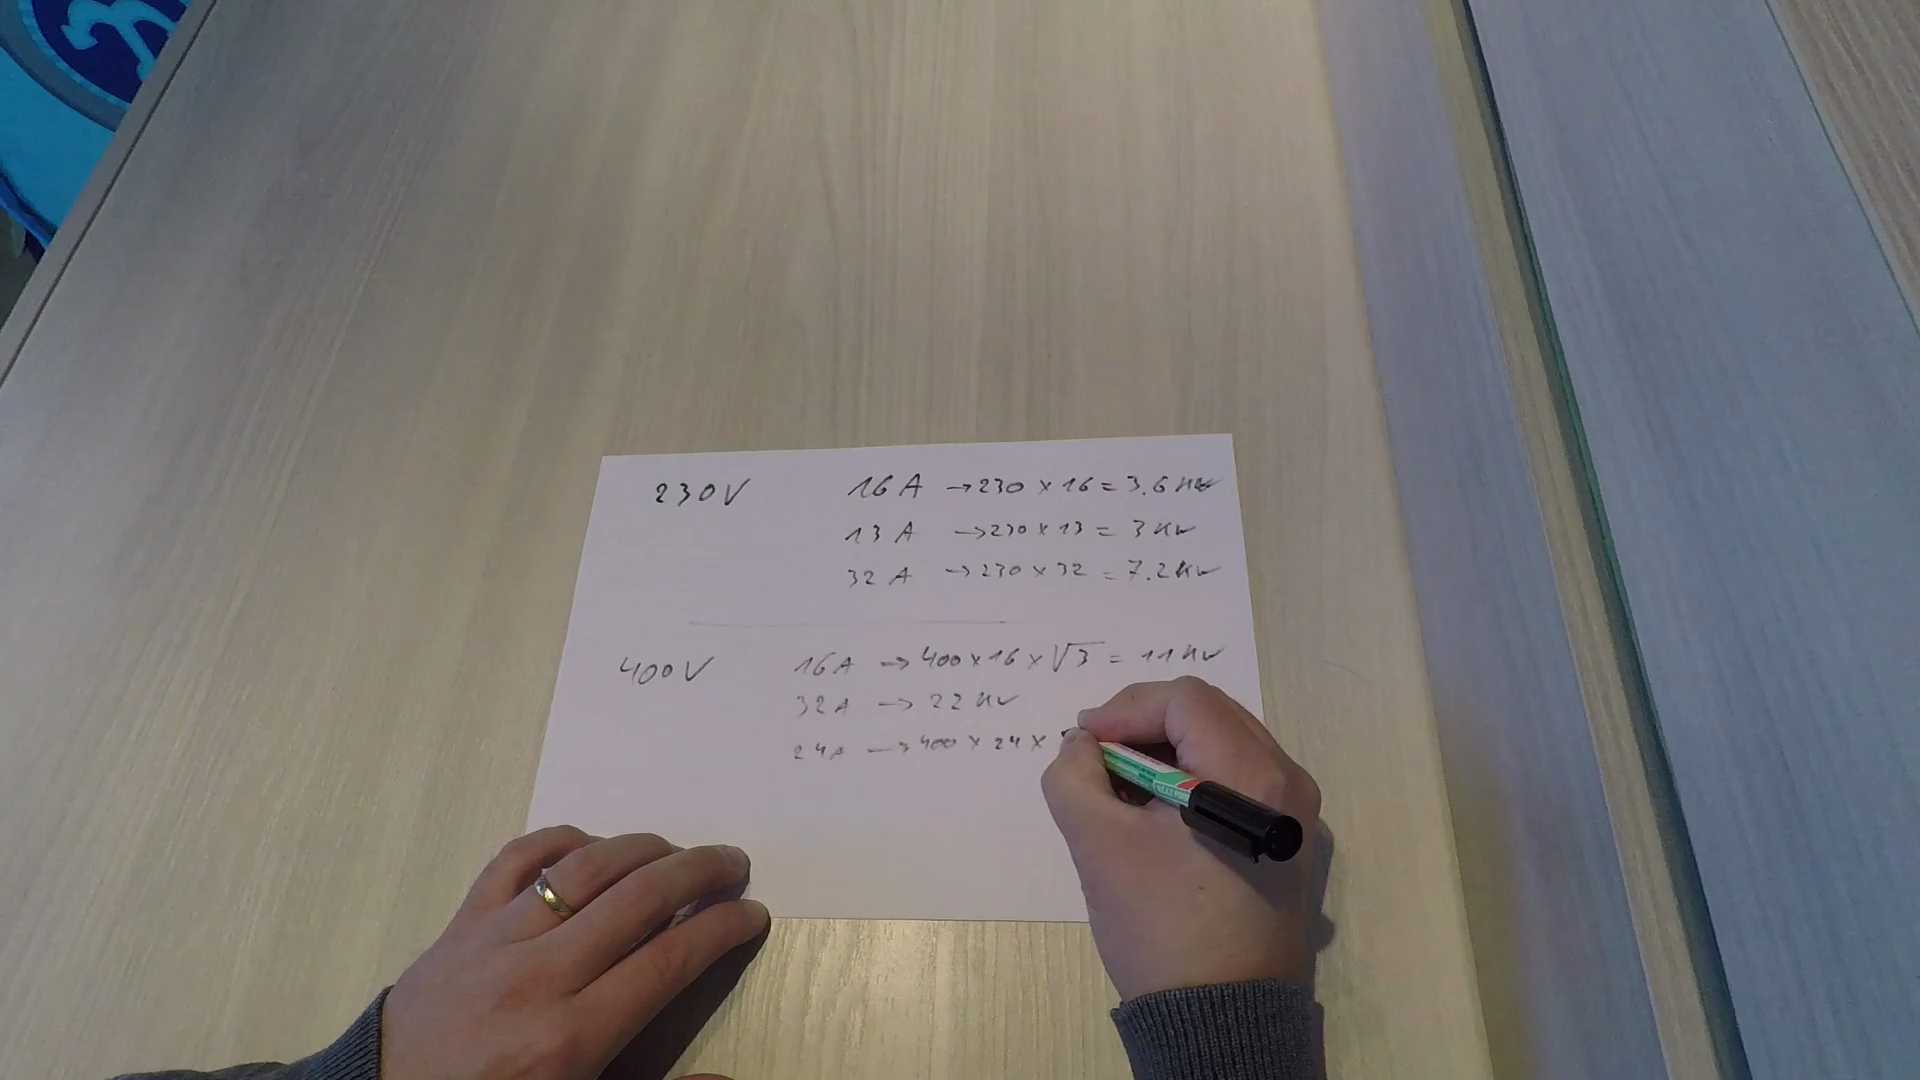 230V 16A → 230 × 16 = 3.6 KW
13 A → 230 × 13 = 3 KW
32 A → 230 × 32 = 7.2 KW
400V 16A → 400 × 16 × √3 = 11 KW
32A → 22 KW
24A → 400 × 24 ×